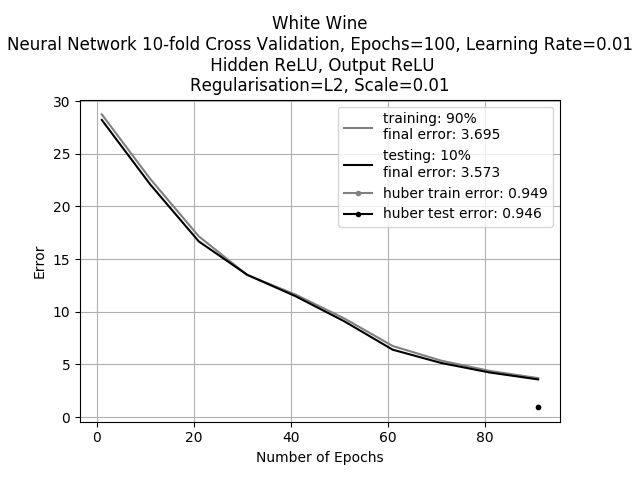 White Wine
Neural Network 10-fold Cross Validation, Epochs=100, Learning Rate=0.01
Hidden ReLU, Output ReLU
Regularisation=L2, Scale=0.01
training: 90%
final error: 3.695
testing: 10%
final error: 3.573
huber train error: 0.949
huber test error: 0.946
Error
30
25
20
15
10
5
0
0 20 40 60 80
Number of Epochs